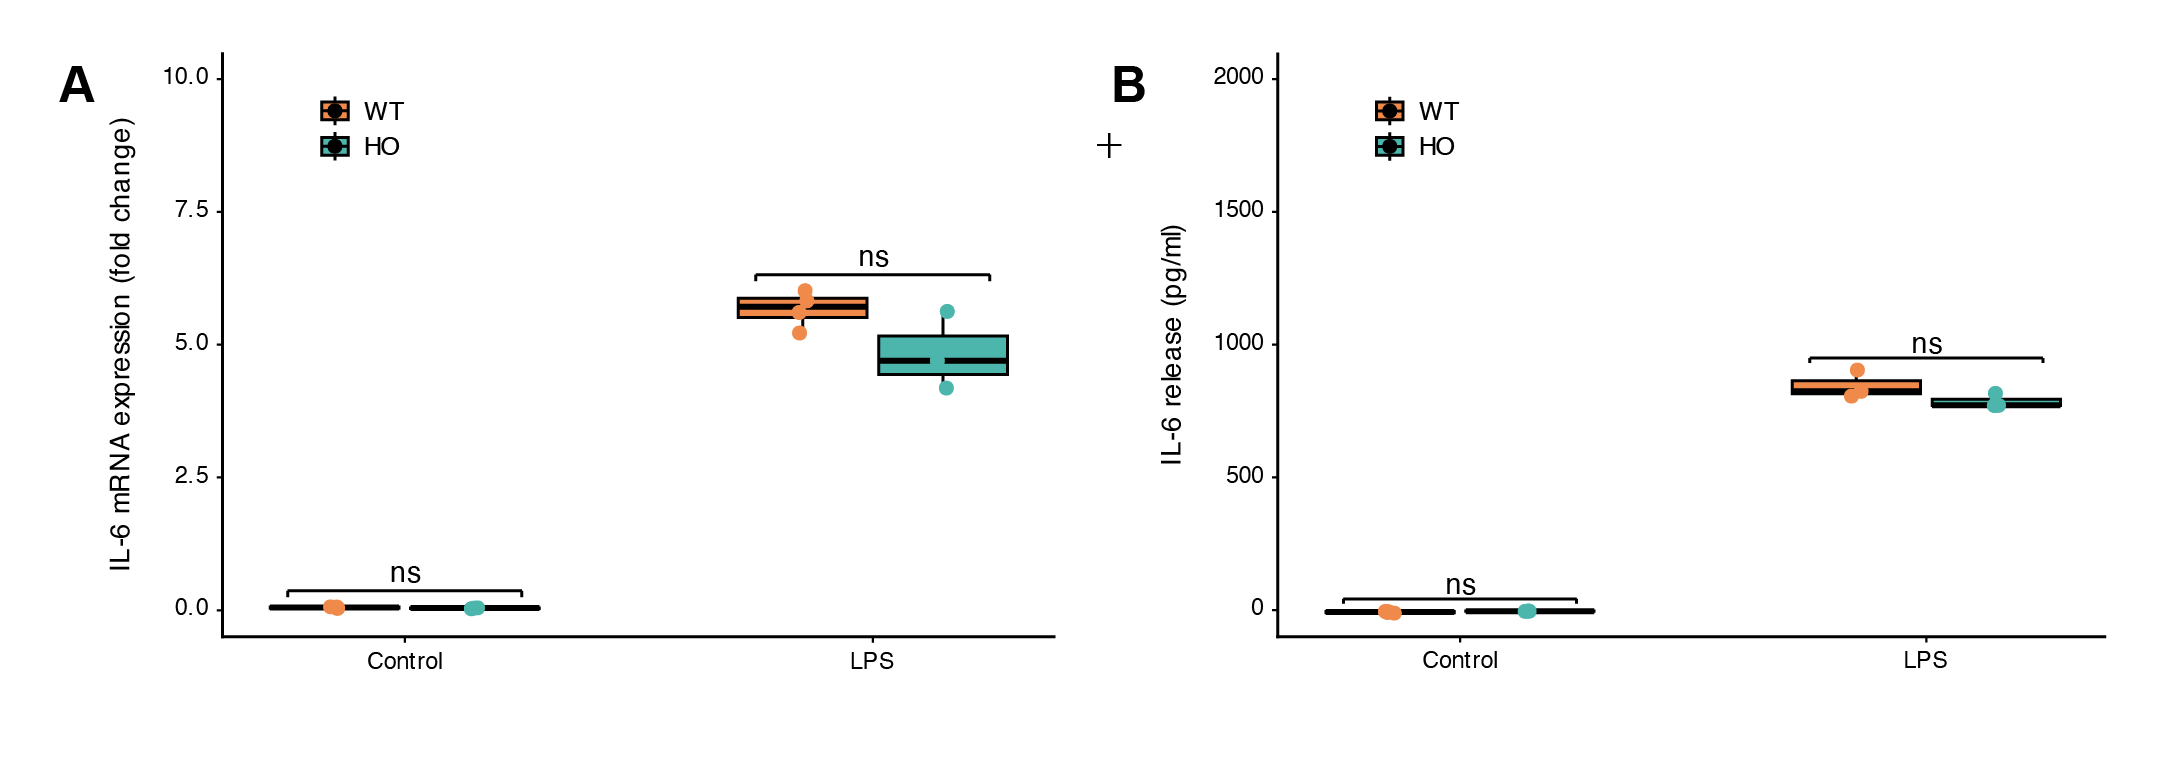 A
IL-6 mRNA expression (fold change)
10.0
7.5
5.0
2.5
0.0
WT
HO
ns
ns
Control
LPS
+
B
IL-6 release (pg/ml)
2000
1500
1000
500
0
WT
HO
ns
ns
Control
LPS